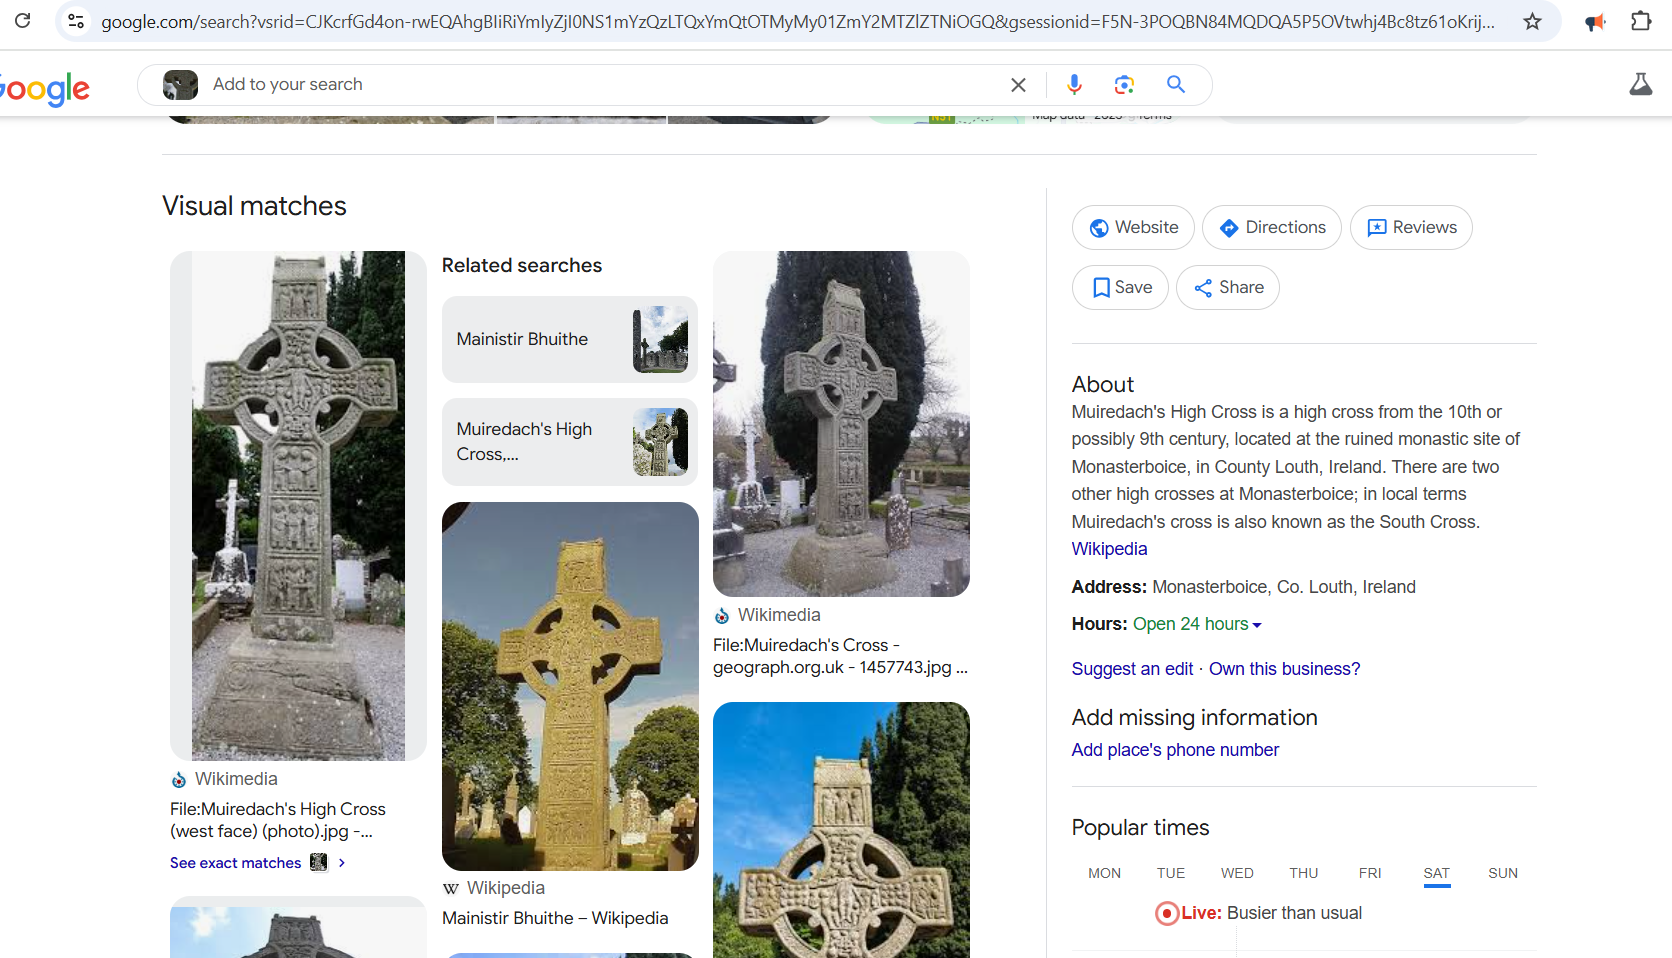 google.com/search?vsrid=CJKcrfGd4on-rwEQAhgBIiRiYmIyZjI0NS1mYzQzLTQxYmQtOTMyMy01ZmY2MTZlZTNiOGQ&gsessionid=F5N-3POQBN84MQDQA5P5OVtwhj4Bc8tz61oKrij...
Google
Add to your search
N51
Map data Terms
Visual matches
Website
Directions
Reviews
Save
Share
Related searches
Mainistir Bhuithe
Muiredach's High
Cross,...
Wikimedia
File:Muiredach's High Cross
(west face) (photo).jpg -...
See exact matches
Wikipedia
Mainistir Bhuithe – Wikipedia
Wikimedia
File:Muiredach's Cross -
geograph.org.uk - 1457743.jpg ...
About
Muiredach's High Cross is a high cross from the 10th or
possibly 9th century, located at the ruined monastic site of
Monasterboice, in County Louth, Ireland. There are two
other high crosses at Monasterboice; in local terms
Muiredach's cross is also known as the South Cross.
Wikipedia
Address: Monasterboice, Co. Louth, Ireland
Hours: Open 24 hours
Suggest an edit · Own this business?
Add missing information
Add place's phone number
Popular times
MON TUE WED THU FRI SAT SUN
Live: Busier than usual